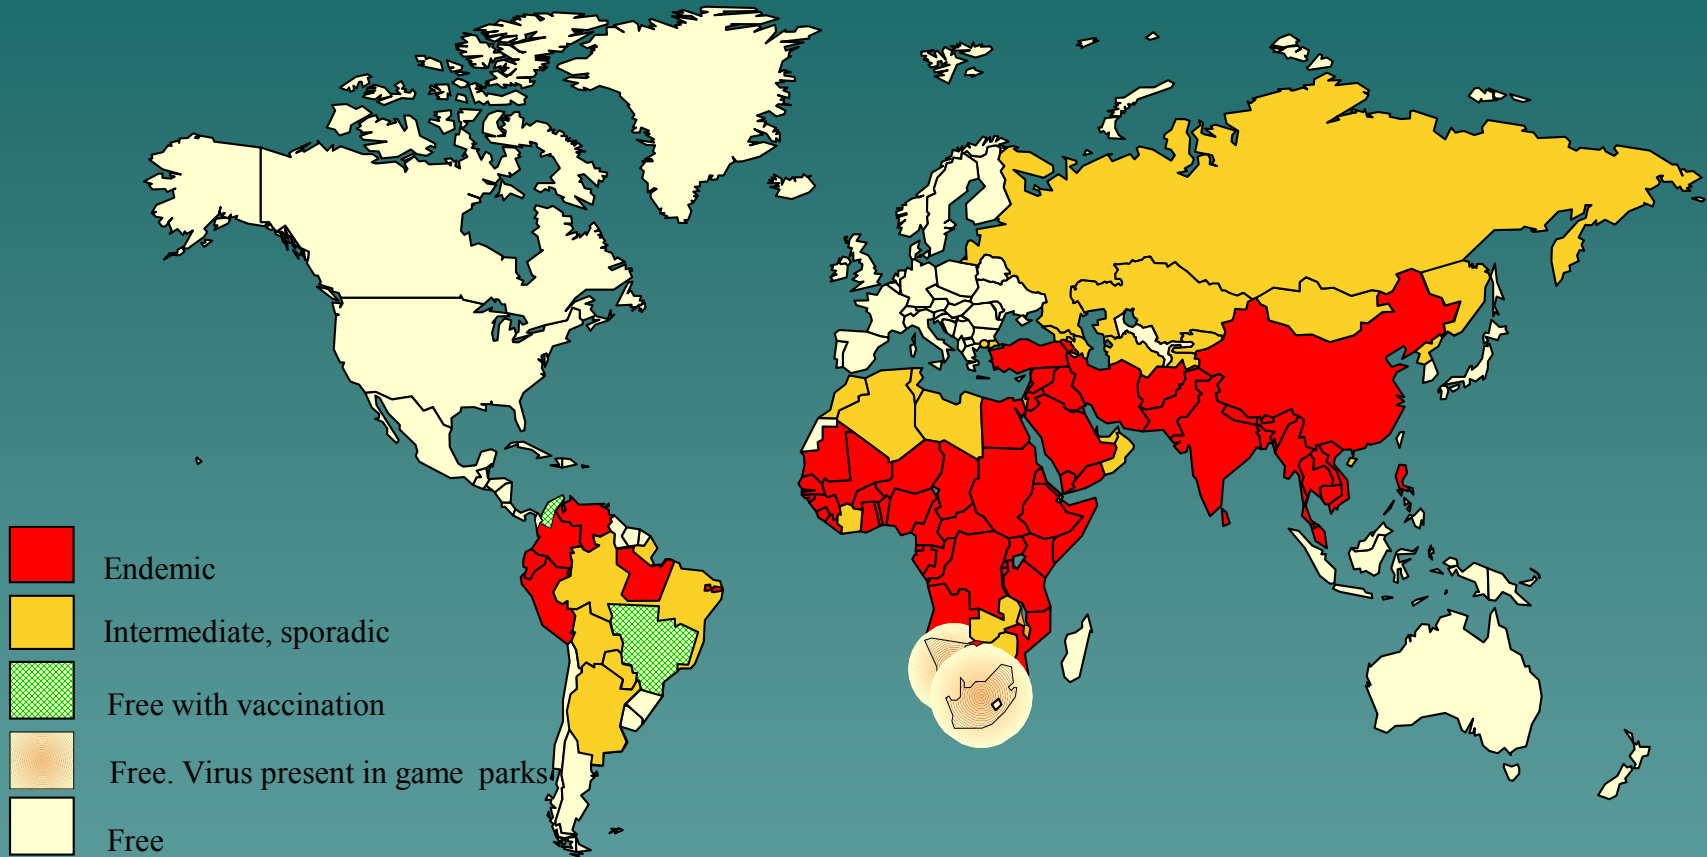 Endemic
Intermediate, sporadic
Free with vaccination
Free. Virus present in game parks
Free